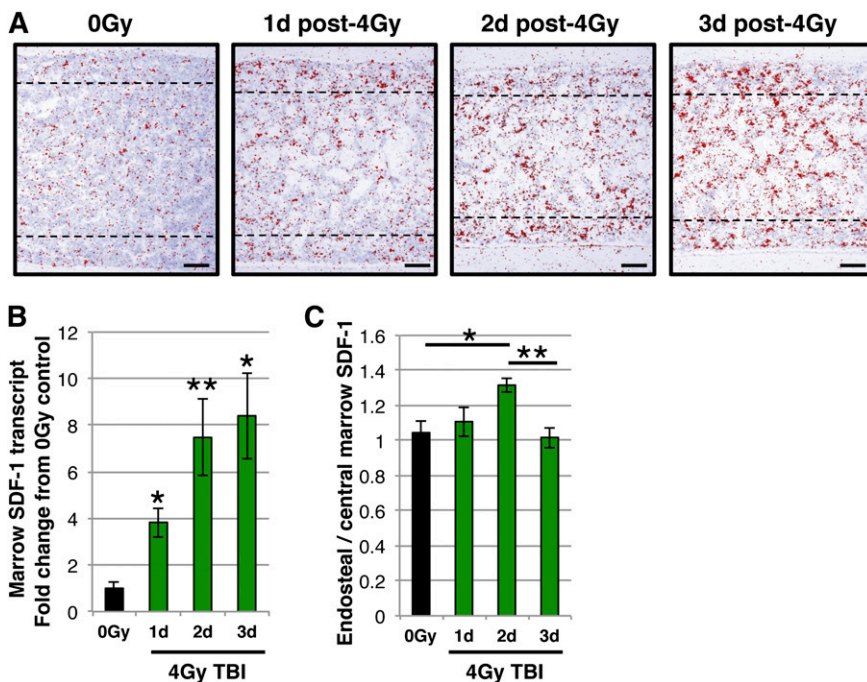 A
0Gy
1d post-4Gy
2d post-4Gy
3d post-4Gy
B
Marrow SDF-1 transcript
Fold change from 0Gy control
12
10
8
6
4
2
0
*
**
*
0Gy
1d
2d
3d
4Gy TBI
C
Endosteal / central marrow SDF-1
1.6
1.4
1.2
1
0.8
0.6
0.4
0.2
0
*
**
0Gy
1d
2d
3d
4Gy TBI